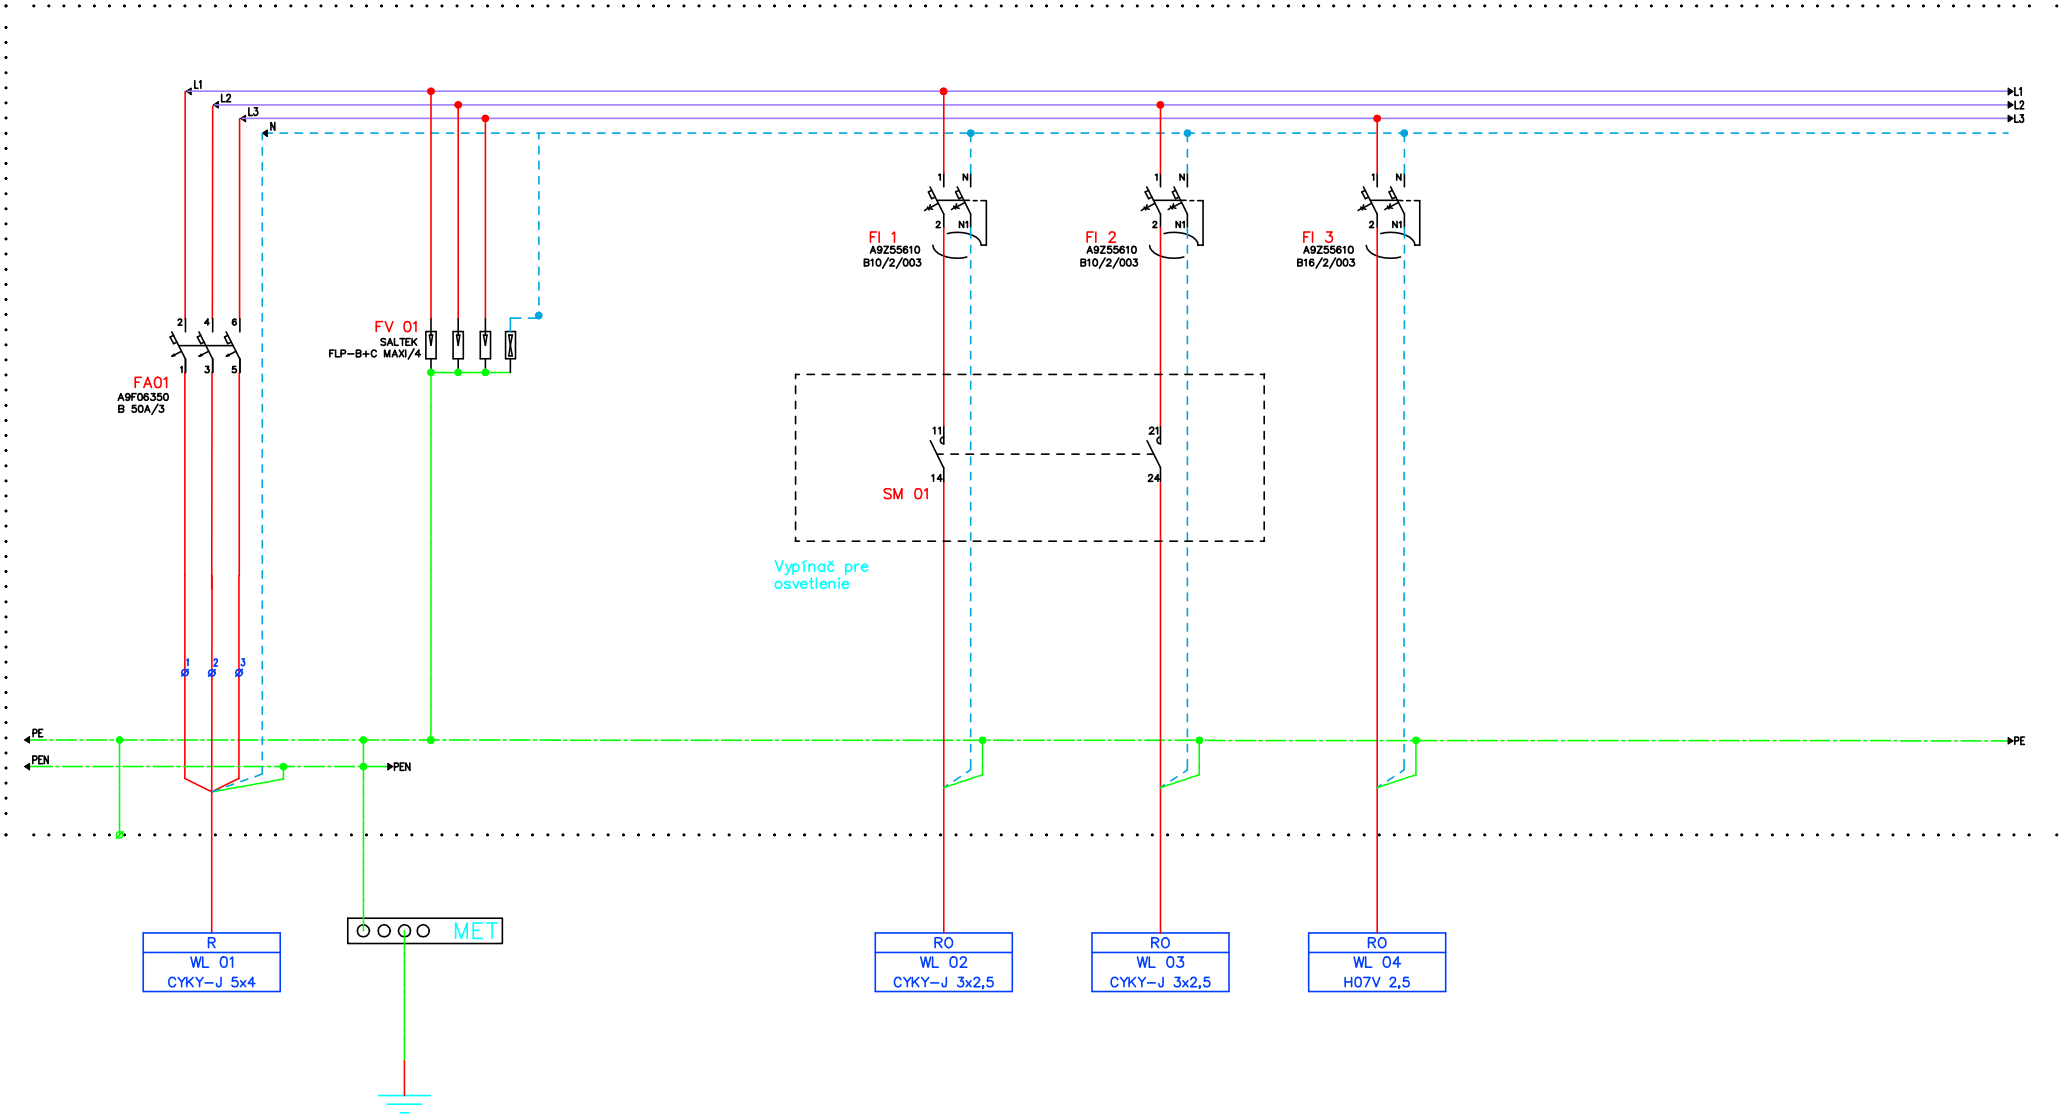 L1
L2
L3
N
L1
L2
L3
1
N
2
N1
FI 1
A9Z55610
B10/2/003
1
N
2
N1
FI 2
A9Z55610
B10/2/003
1
N
2
N1
FI 3
A9Z55610
B16/2/003
2
4
6
1
3
5
FA01
A9F06350
B 50A/3
FV 01
SALTEK
FLP-B+C MAXI/4
11
14
21
24
SM 01
Vypínač pre
osvetlenie
1
2
3
PE
PE
PEN
PEN
MET
R
WL 01
CYKY-J 5x4
RO
WL 02
CYKY-J 3x2,5
RO
WL 03
CYKY-J 3x2,5
RO
WL 04
H07V 2,5